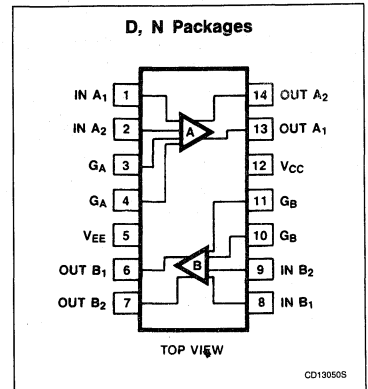 D, N Packages
IN A1 1 14 OUT A2
IN A2 2 A 13 OUT A1
GA 3 12 VCC
GA 4 11 GB
VEE 5 10 GB
OUT B1 6 B 9 IN B2
OUT B2 7 8 IN B1
TOP VIEW
CD13050S